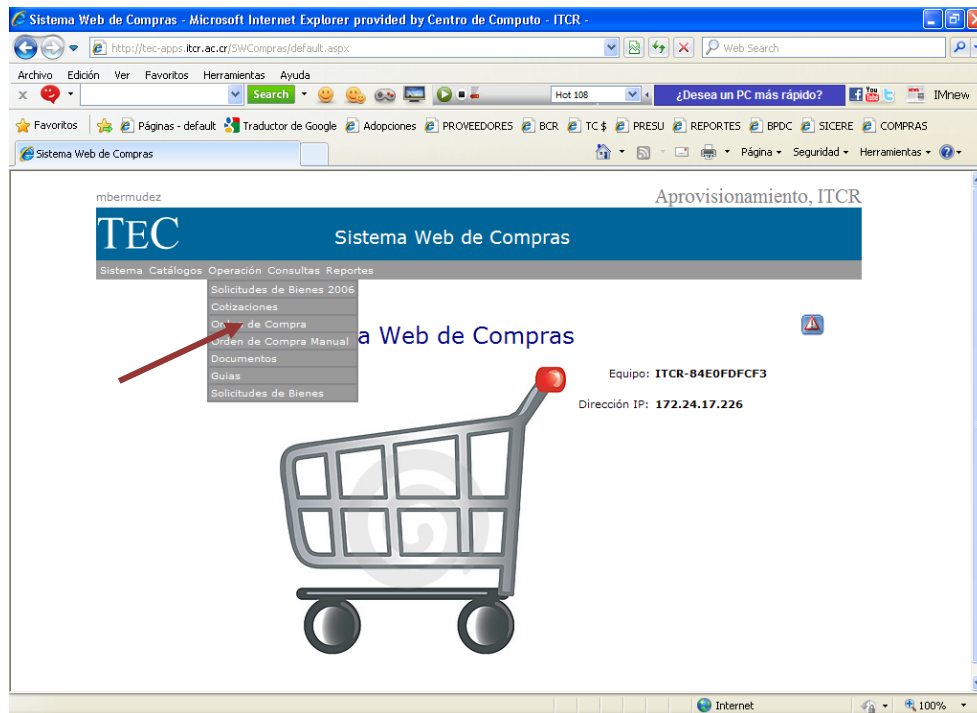 Sistema Web de Compras - Microsoft Internet Explorer provided by Centro de Computo - ITCR -
http://tec-apps.itcr.ac.cr/SWCompras/default.aspx
Web Search
Archivo Edición Ver Favoritos Herramientas Ayuda
x Search Hot 108 ¿Desea un PC más rápido? You Tube IMnew
Favoritos Páginas - default Traductor de Google Adopciones PROVEEDORES BCR TC $ PRESU REPORTES BPDC SICERE COMPRAS
Sistema Web de Compras Página Seguridad Herramientas
mbermudez Aprovisionamiento, ITCR
TEC Sistema Web de Compras
Sistema Catálogos Operación Consultas Reportes
Solicitudes de Bienes 2006
Cotizaciones
Orden de Compra
a Web de Compras
Orden de Compra Manual
Documentos
Guias
Solicitudes de Bienes
Equipo: ITCR-84E0FDFCF3
Dirección IP: 172.24.17.226
Internet 100%